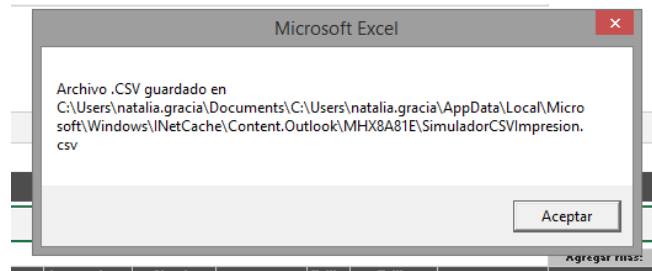 Microsoft Excel
Archivo .CSV guardado en
C:\Users\natalia.gracia\Documents\C:\Users\natalia.gracia\AppData\Local\Micro
soft\Windows\INetCache\Content.Outlook\MHX8A81E\SimuladorCSVImpresion.
csv
Aceptar
Agregar filas: